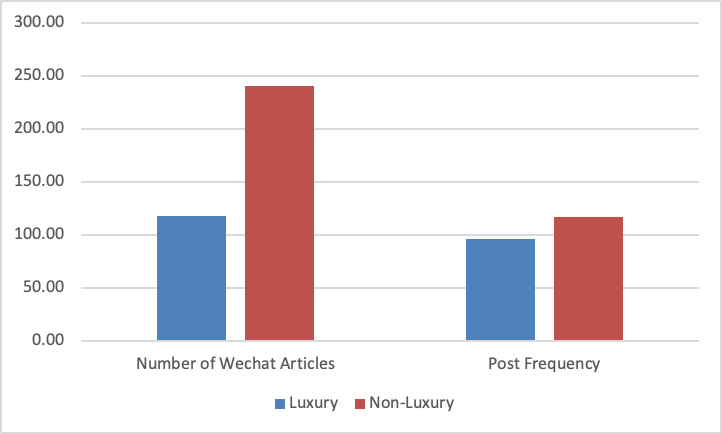 300.00
250.00
200.00
150.00
100.00
50.00
0.00
Number of Wechat Articles
Post Frequency
Luxury
Non-Luxury